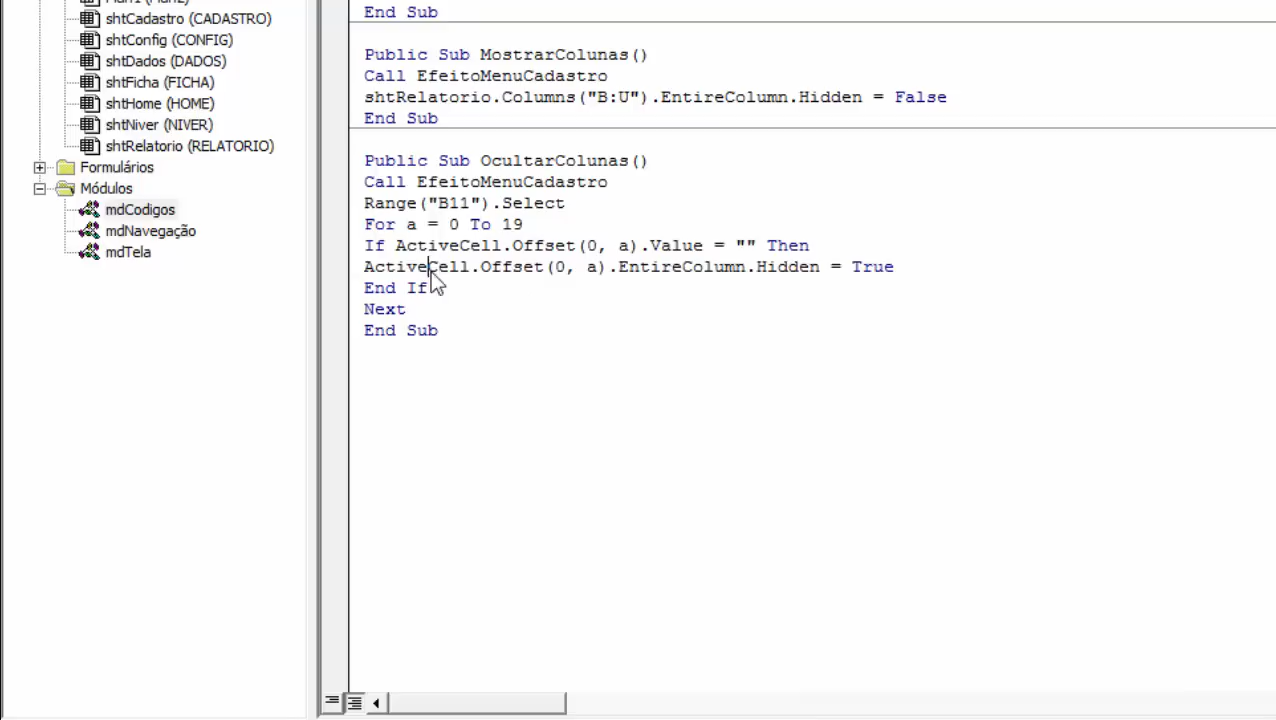 shtCadastro (CADASTRO)
shtConfig (CONFIG)
shtDados (DADOS)
shtFicha (FICHA)
shtHome (HOME)
shtNiver (NIVER)
shtRelatorio (RELATORIO)
Formulários
Módulos
mdCodigos
mdNavegação
mdTela
End Sub
Public Sub MostrarColunas()
Call EfeitoMenuCadastro
shtRelatorio.Columns("B:U").EntireColumn.Hidden = False
End Sub
Public Sub OcultarColunas()
Call EfeitoMenuCadastro
Range("B11").Select
For a = 0 To 19
If ActiveCell.Offset(0, a).Value = "" Then
ActiveCell.Offset(0, a).EntireColumn.Hidden = True
End If
Next
End Sub